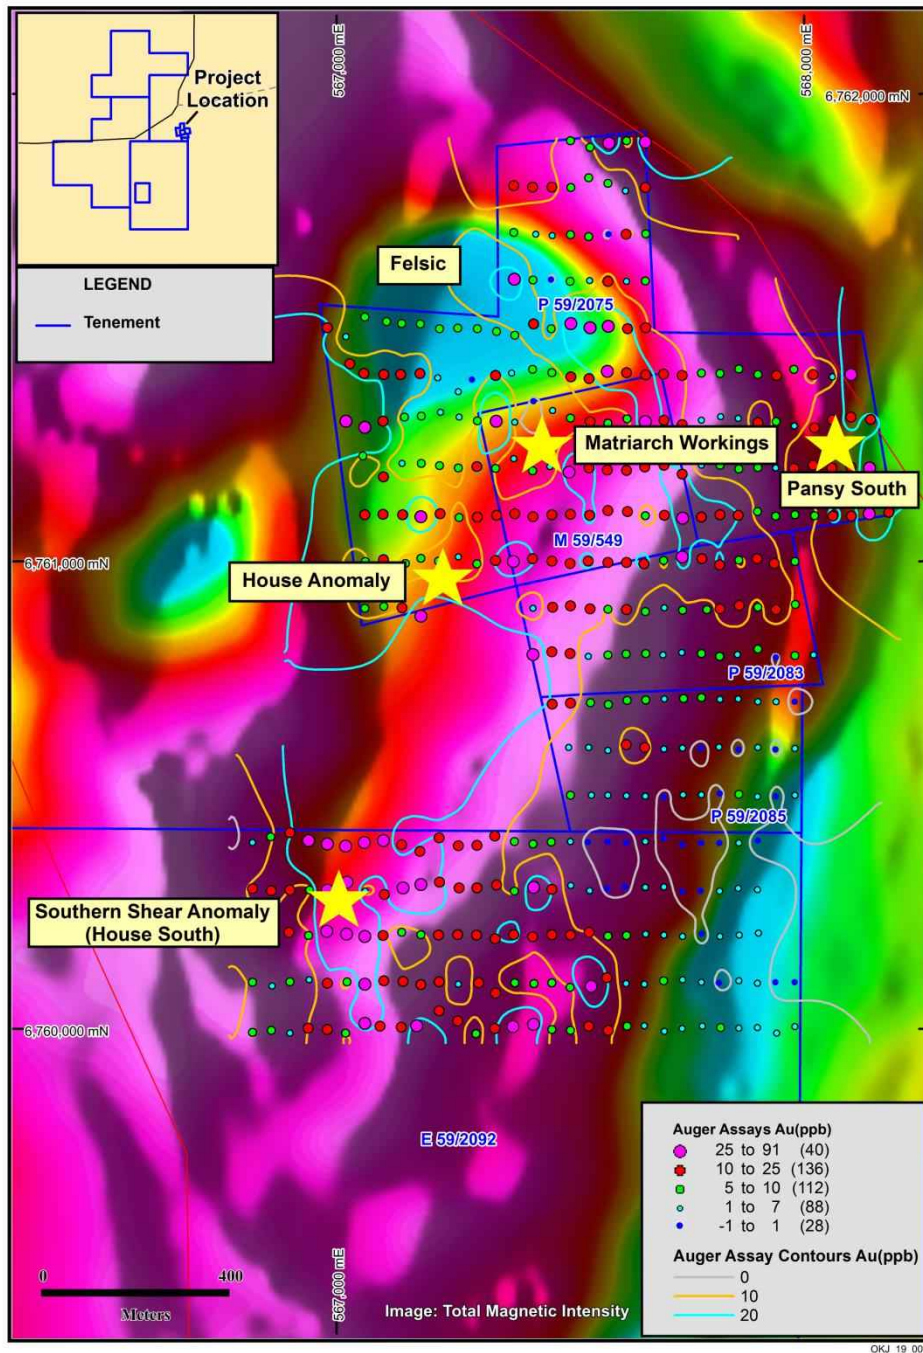 567,000 mE
568,000 mE
6,762,000 mN
Project
Location
LEGEND
Tenement
Felsic
P 59/2075
Matriarch Workings
Pansy South
M 59/549
6,761,000 mN
House Anomaly
P 59/2083
P 59/2085
Southern Shear Anomaly
(House South)
6,760,000 mN
E 59/2092
Auger Assays Au(ppb)
25 to 91 (40)
10 to 25 (136)
5 to 10 (112)
1 to 7 (88)
-1 to 1 (28)
Auger Assay Contours Au(ppb)
0
10
20
0 400
Meters
567,000 mE
Image: Total Magnetic Intensity
OKJ_19_00